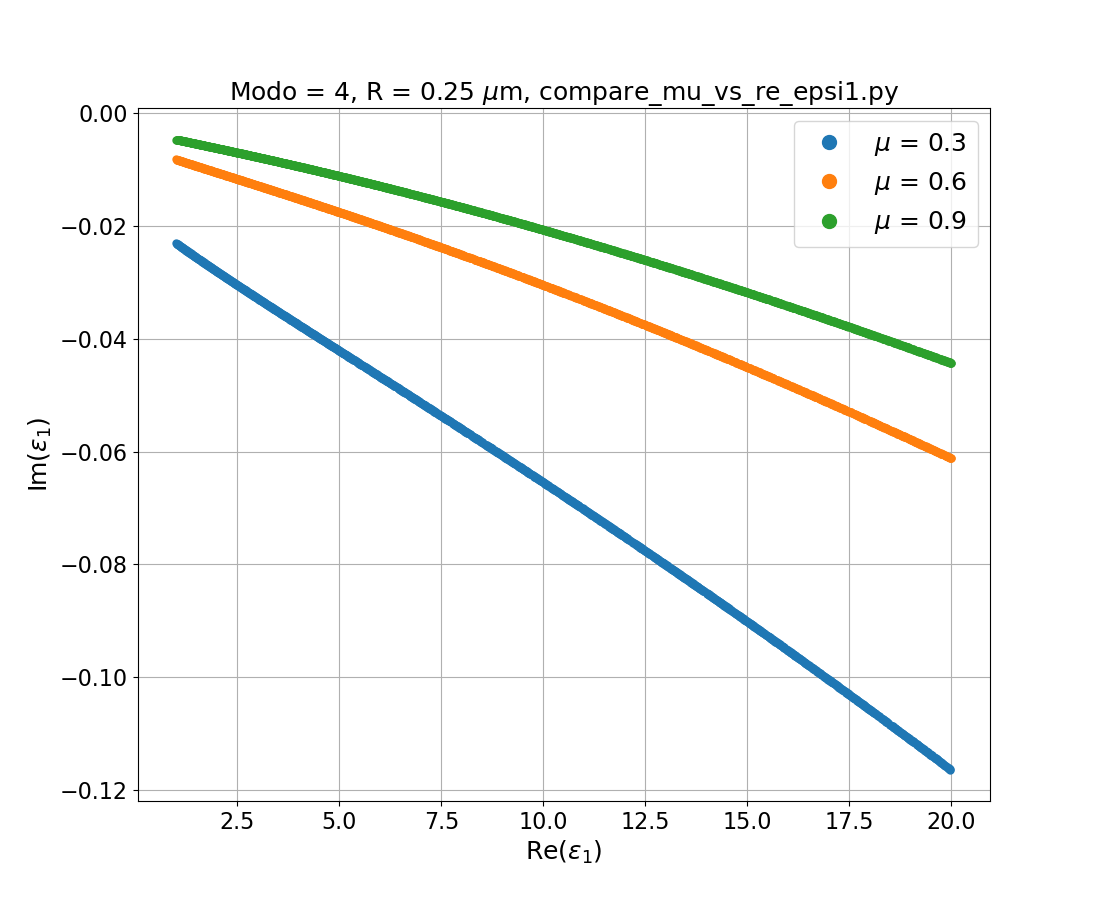 Modo = 4, R = 0.25 μm, compare_mu_vs_re_epsi1.py
μ = 0.3
μ = 0.6
μ = 0.9
0.00
−0.02
−0.04
−0.06
−0.08
−0.10
−0.12
Im(ε₁)
2.5 5.0 7.5 10.0 12.5 15.0 17.5 20.0
Re(ε₁)